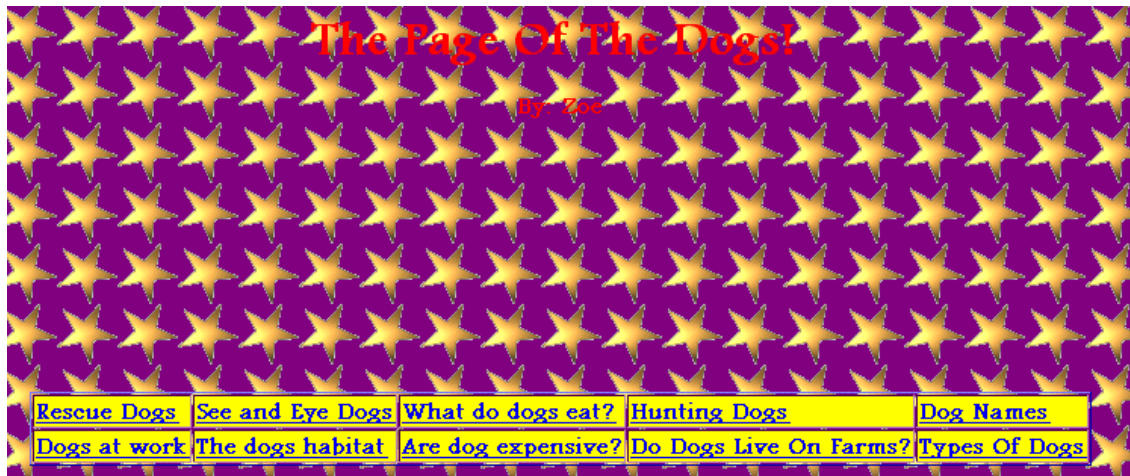 The Page Of The Dogs!
By: Zoe
Rescue Dogs See and Eye Dogs What do dogs eat? Hunting Dogs Dog Names
Dogs at work The dogs habitat Are dog expensive? Do Dogs Live On Farms? Types Of Dogs